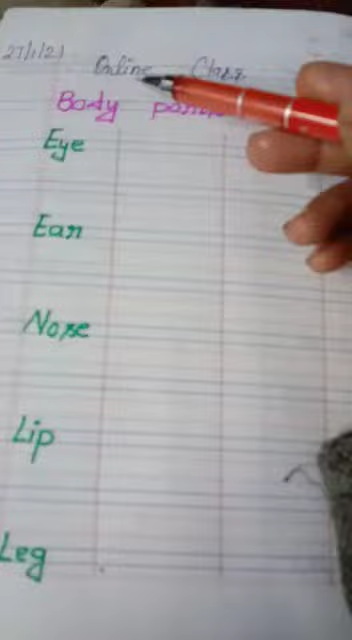 27/1/21
Online Class
Body parts
Eye
Ear
Nose
Lip
Leg